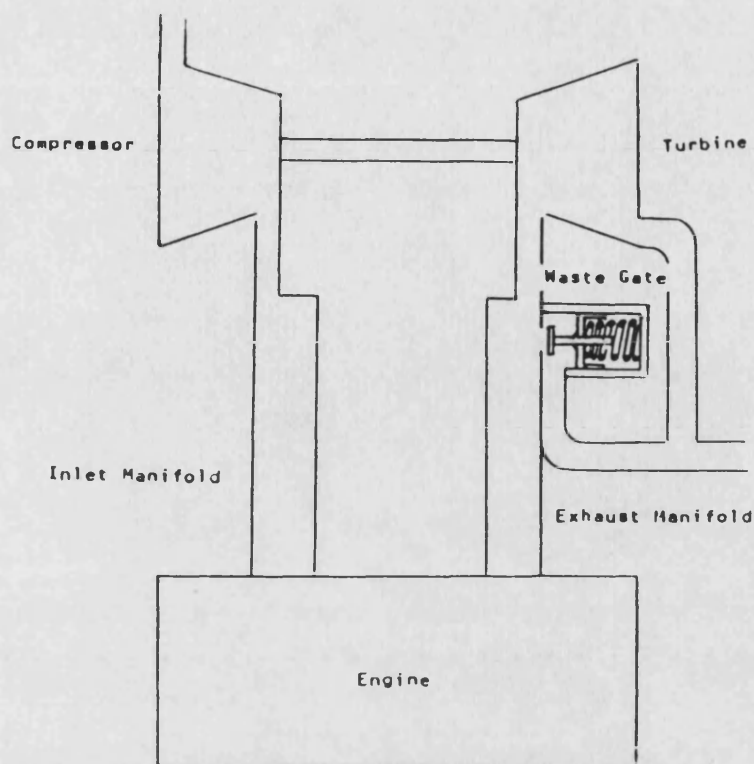 Compressor
Turbine
Waste Gate
Inlet Manifold
Exhaust Manifold
Engine